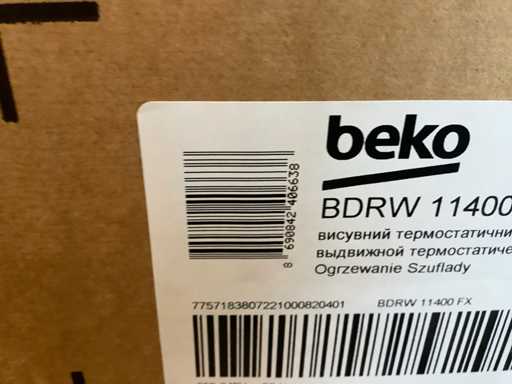 beko
8 690842 406638
BDRW 11400
висувний термостатични
выдвижной термостатиче
Ogrzewanie Szuflady
7757183807221000820401 BDRW 11400 FX